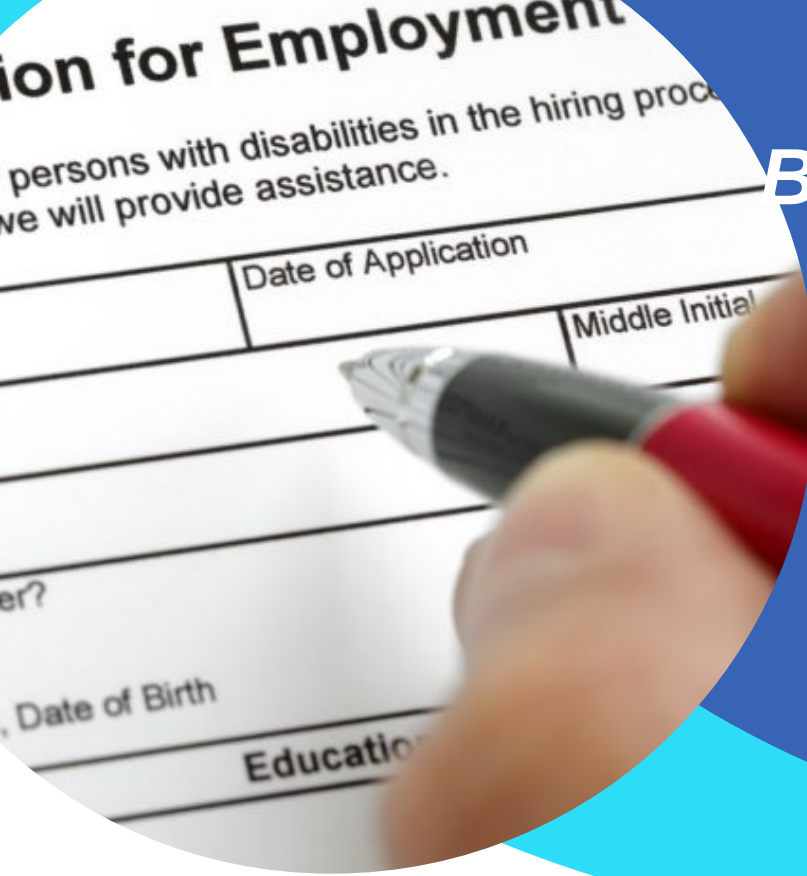 ion for Employment
persons with disabilities in the hiring proc
we will provide assistance.
B
Date of Application
Middle Initial
er?
, Date of Birth
Educatio